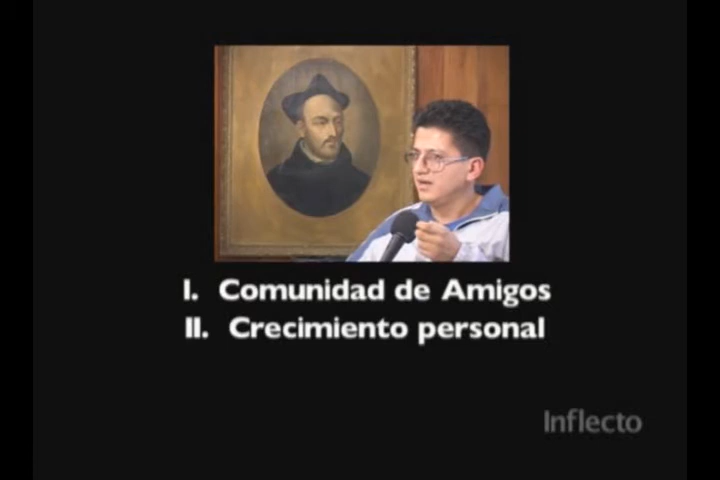 I. Comunidad de Amigos
II. Crecimiento personal
Inflecto